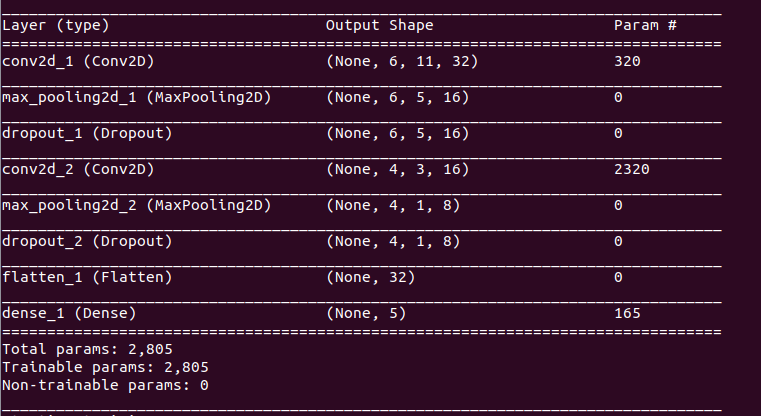 Layer (type) Output Shape Param #
=================================================================
conv2d_1 (Conv2D) (None, 6, 11, 32) 320
_________________________________________________________________
max_pooling2d_1 (MaxPooling2D) (None, 6, 5, 16) 0
_________________________________________________________________
dropout_1 (Dropout) (None, 6, 5, 16) 0
_________________________________________________________________
conv2d_2 (Conv2D) (None, 4, 3, 16) 2320
_________________________________________________________________
max_pooling2d_2 (MaxPooling2D) (None, 4, 1, 8) 0
_________________________________________________________________
dropout_2 (Dropout) (None, 4, 1, 8) 0
_________________________________________________________________
flatten_1 (Flatten) (None, 32) 0
_________________________________________________________________
dense_1 (Dense) (None, 5) 165
=================================================================
Total params: 2,805
Trainable params: 2,805
Non-trainable params: 0
_________________________________________________________________